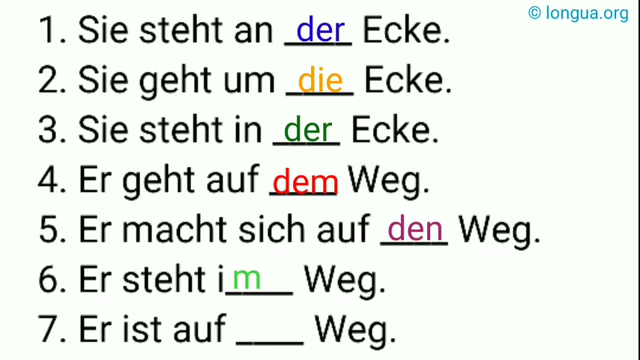 © longua.org
1. Sie steht an der Ecke.
2. Sie geht um die Ecke.
3. Sie steht in der Ecke.
4. Er geht auf dem Weg.
5. Er macht sich auf den Weg.
6. Er steht im___ Weg.
7. Er ist auf ____ Weg.